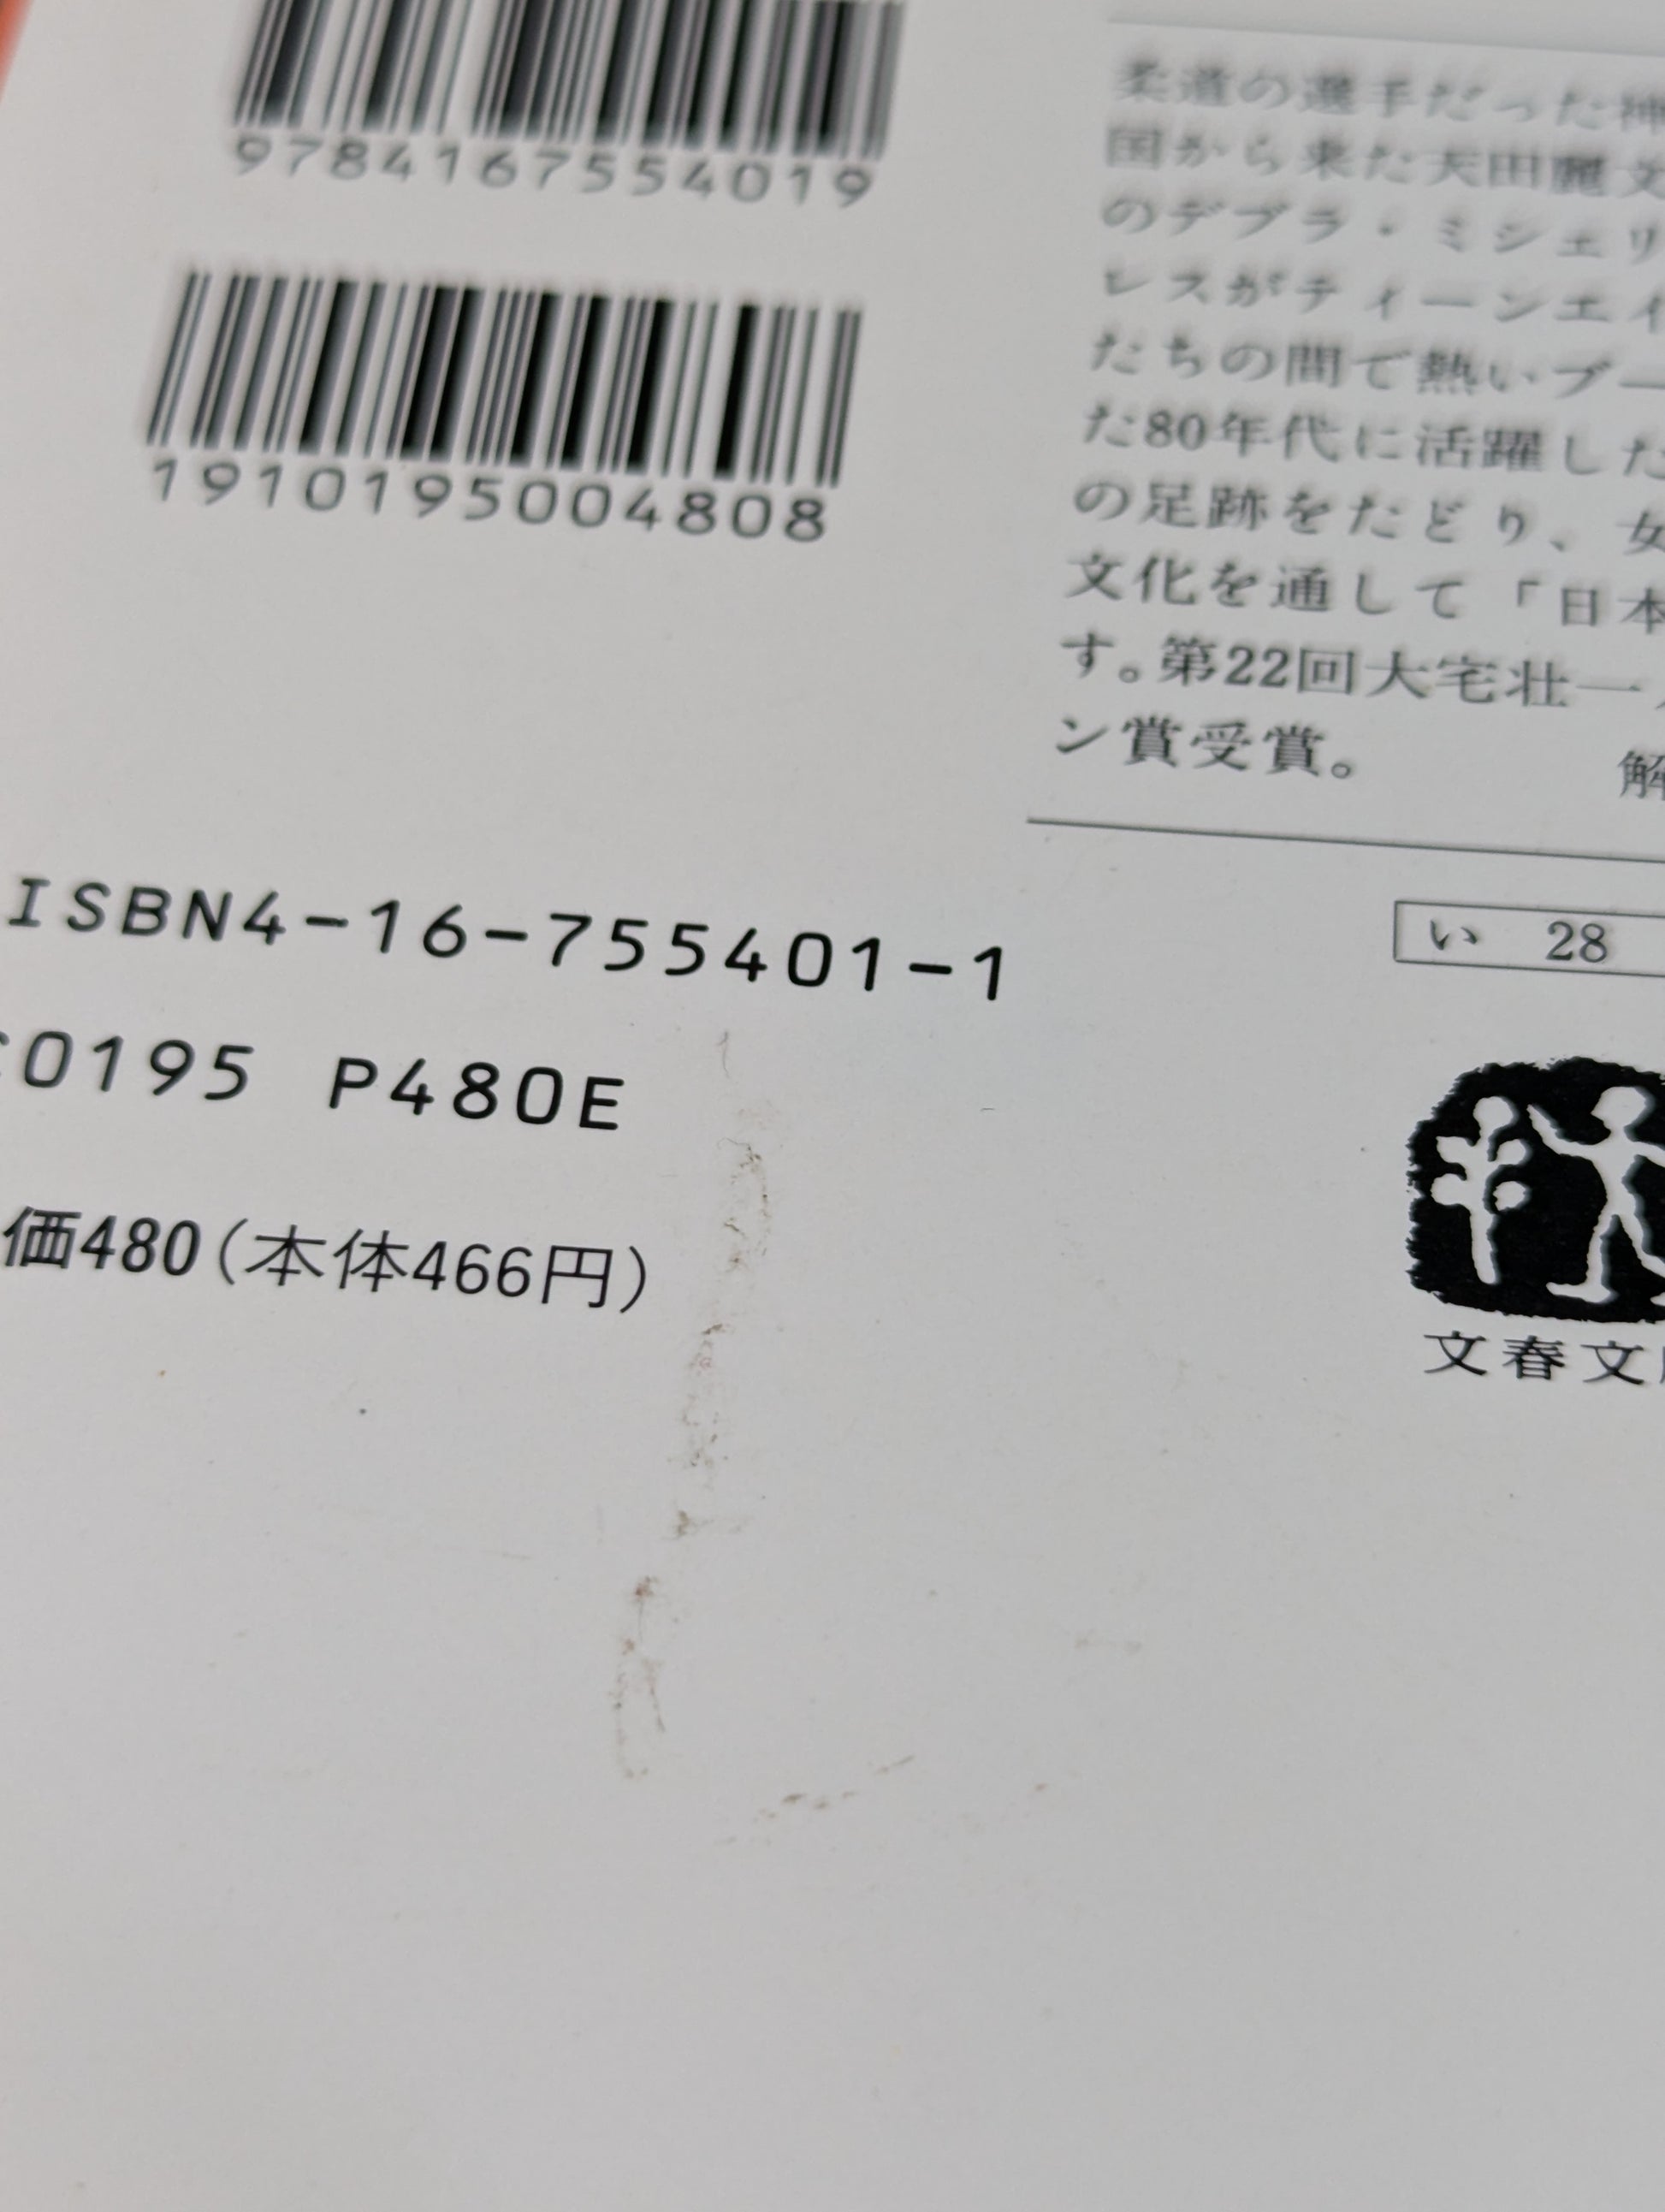 9784167554019
1910195004808
ISBN4-16-755401-1
C0195 P480E
価480(本体466円)
柔道の選手だった神
国から来た天田麗文
のデブラ・ミシェリ
レスがティーンエイ
たちの間で熱いブー
た80年代に活躍した
の足跡をたどり、女
文化を通して「日本
す。第22回大宅壮一ノ
ン賞受賞。 解
い 28
文春文庫